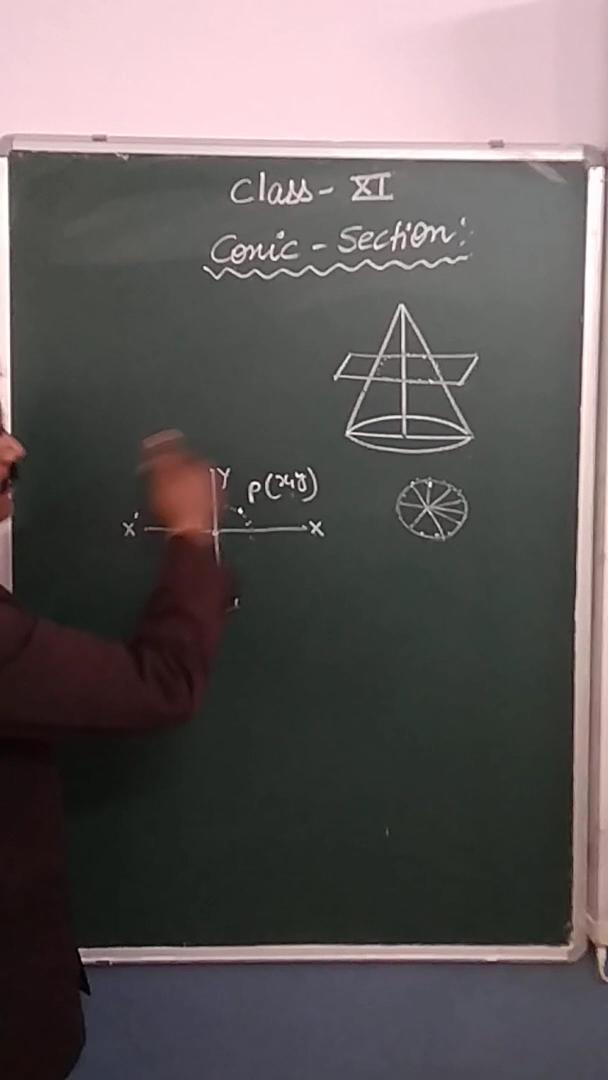 Class - XI
Conic - Section:
Y
P(x,y)
X'
X